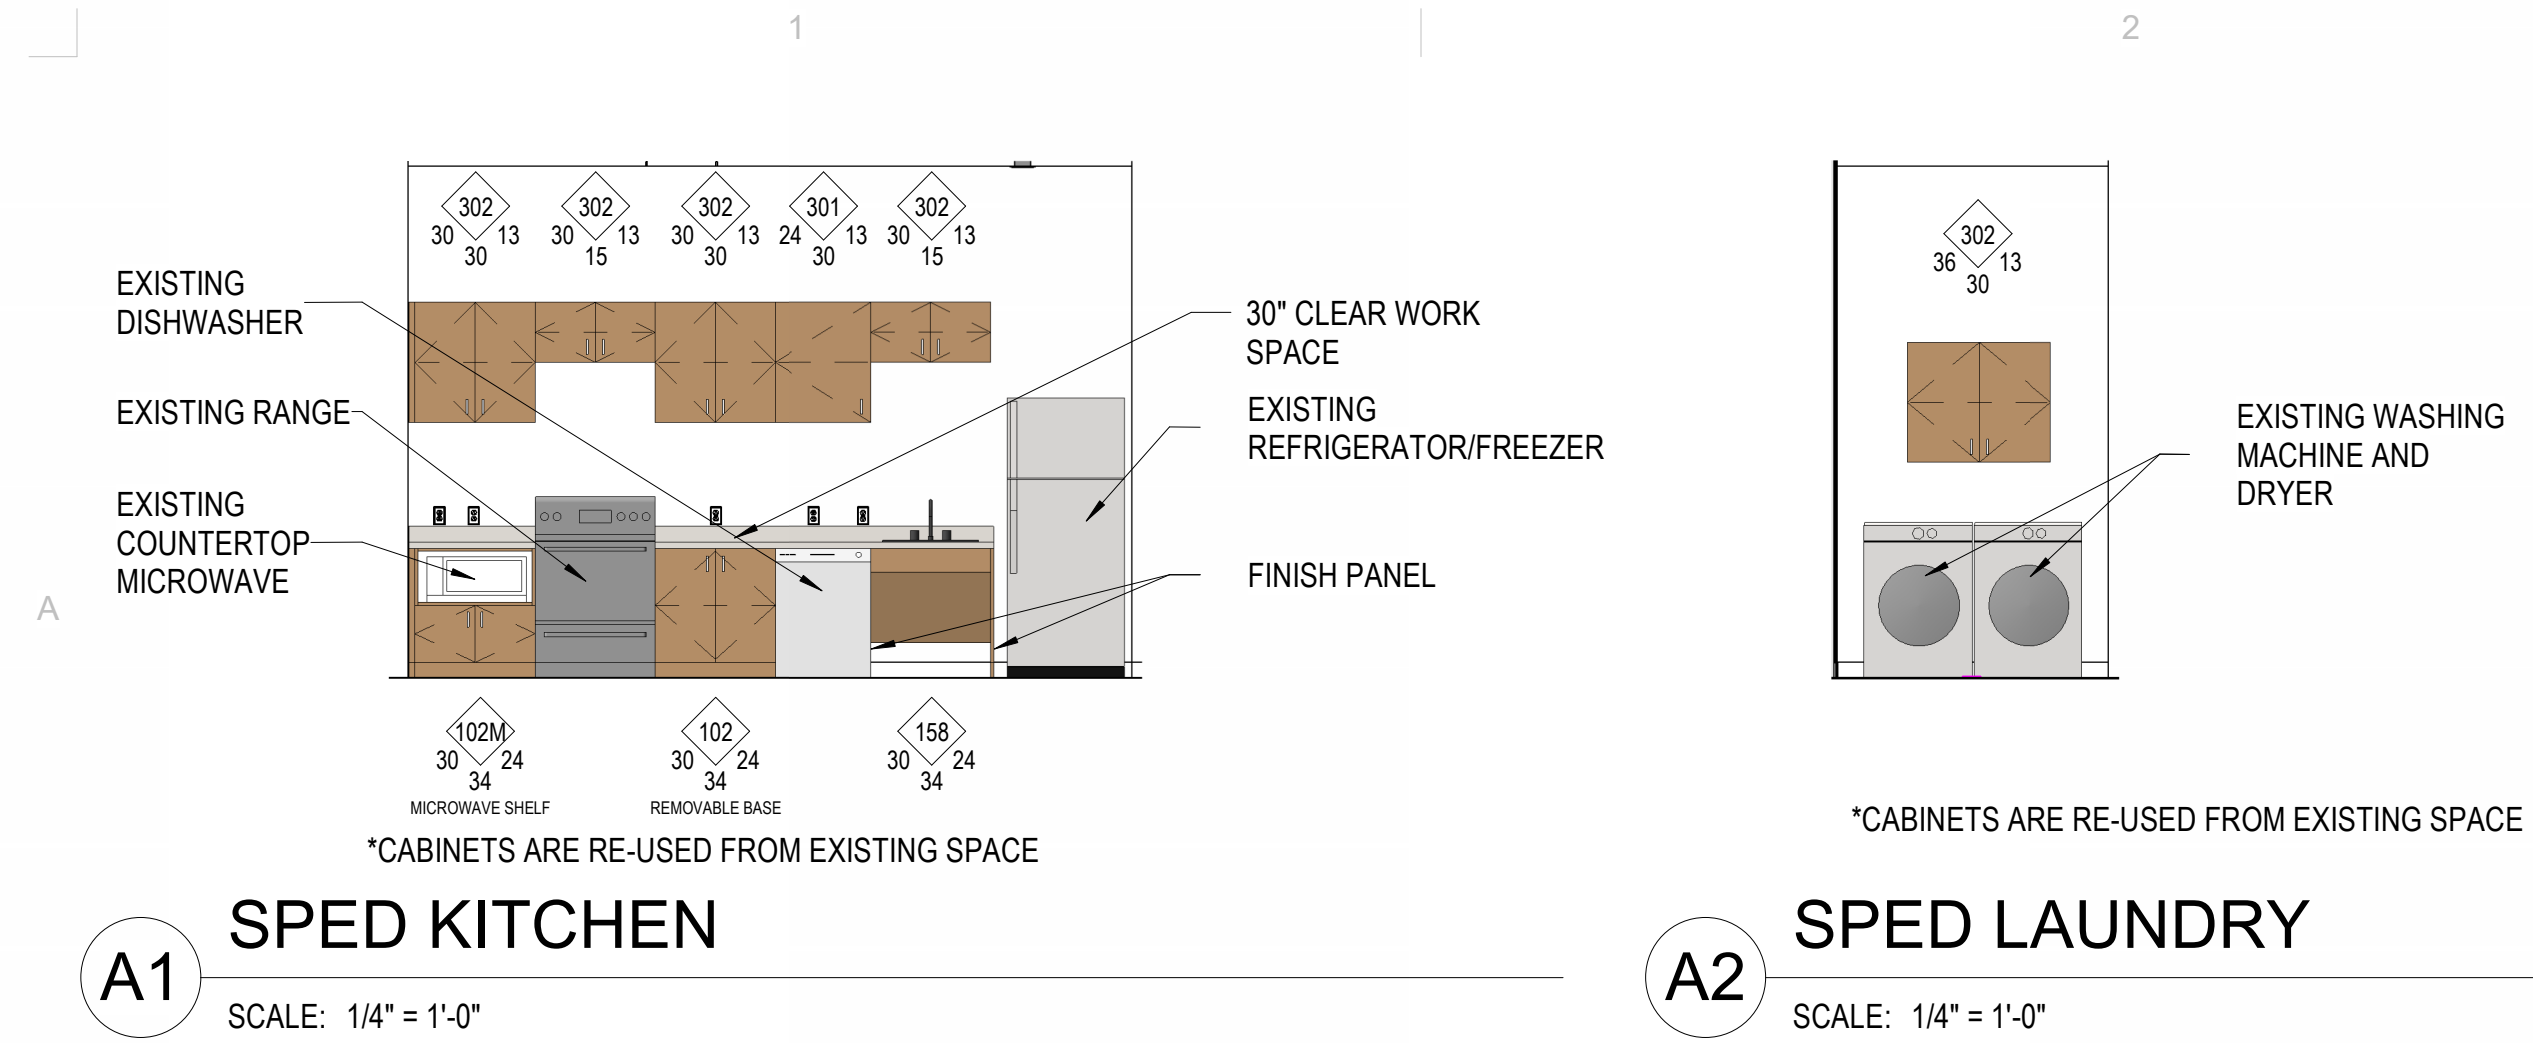 1
2
302
30 13
30
302
30 13
15
302
30 13
30
301
24 13
30
302
30 13
15
EXISTING
DISHWASHER
EXISTING RANGE
EXISTING
COUNTERTOP
MICROWAVE
30" CLEAR WORK
SPACE
EXISTING
REFRIGERATOR/FREEZER
FINISH PANEL
A
102M
30 24
34
MICROWAVE SHELF
102
30 24
34
REMOVABLE BASE
158
30 24
34
*CABINETS ARE RE-USED FROM EXISTING SPACE
A1
SPED KITCHEN
SCALE: 1/4" = 1'-0"
302
36 13
30
EXISTING WASHING
MACHINE AND
DRYER
*CABINETS ARE RE-USED FROM EXISTING SPACE
A2
SPED LAUNDRY
SCALE: 1/4" = 1'-0"